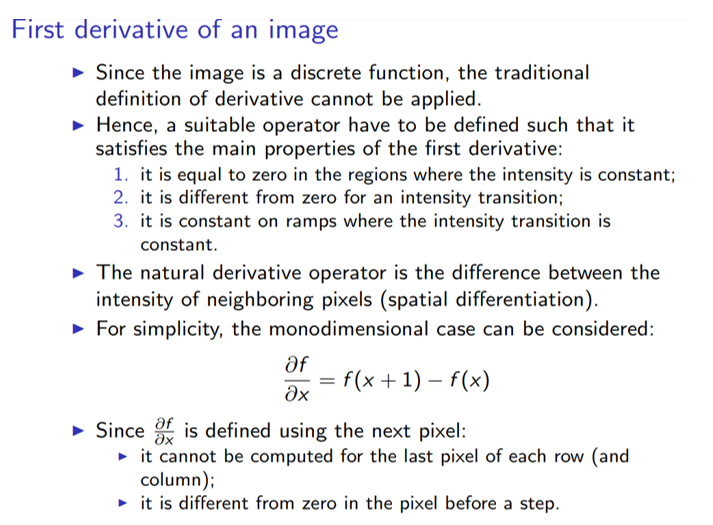 First derivative of an image
▶ Since the image is a discrete function, the traditional
definition of derivative cannot be applied.
▶ Hence, a suitable operator have to be defined such that it
satisfies the main properties of the first derivative:
1. it is equal to zero in the regions where the intensity is constant;
2. it is different from zero for an intensity transition;
3. it is constant on ramps where the intensity transition is
constant.
▶ The natural derivative operator is the difference between the
intensity of neighboring pixels (spatial differentiation).
▶ For simplicity, the monodimensional case can be considered:
∂f/∂x = f(x + 1) − f(x)
▶ Since ∂f/∂x is defined using the next pixel:
▶ it cannot be computed for the last pixel of each row (and
column);
▶ it is different from zero in the pixel before a step.